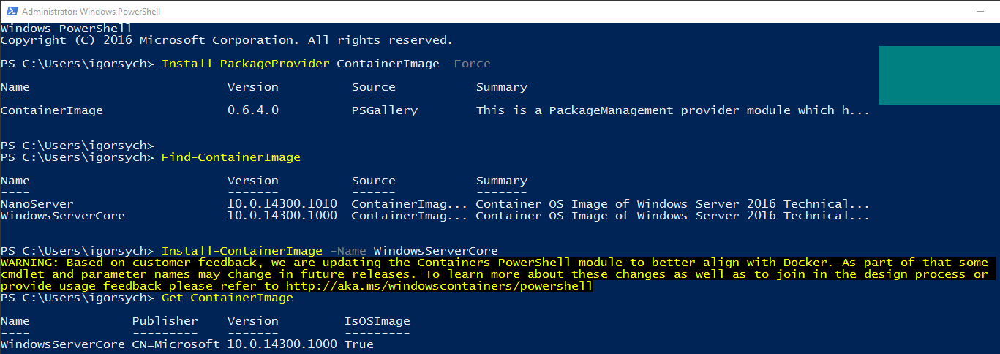 Administrator: Windows PowerShell
Windows PowerShell
Copyright (C) 2016 Microsoft Corporation. All rights reserved.
PS C:\Users\igorsych> Install-PackageProvider ContainerImage -Force
Name                           Version          Source           Summary
----                           -------          ------           -------
ContainerImage                 0.6.4.0          PSGallery        This is a PackageManagement provider module which h...
PS C:\Users\igorsych>
PS C:\Users\igorsych> Find-ContainerImage
Name                           Version          Source           Summary
----                           -------          ------           -------
NanoServer                     10.0.14300.1010  ContainerImag... Container OS Image of Windows Server 2016 Technical...
WindowsServerCore              10.0.14300.1000  ContainerImag... Container OS Image of Windows Server 2016 Technical...
PS C:\Users\igorsych> Install-ContainerImage -Name WindowsServerCore
WARNING: Based on customer feedback, we are updating the Containers PowerShell module to better align with Docker. As part of that some
cmdlet and parameter names may change in future releases. To learn more about these changes as well as to join in the design process or
provide usage feedback please refer to http://aka.ms/windowscontainers/powershell
PS C:\Users\igorsych> Get-ContainerImage
Name              Publisher    Version         IsOSImage
----              ---------    -------         ---------
WindowsServerCore CN=Microsoft 10.0.14300.1000 True